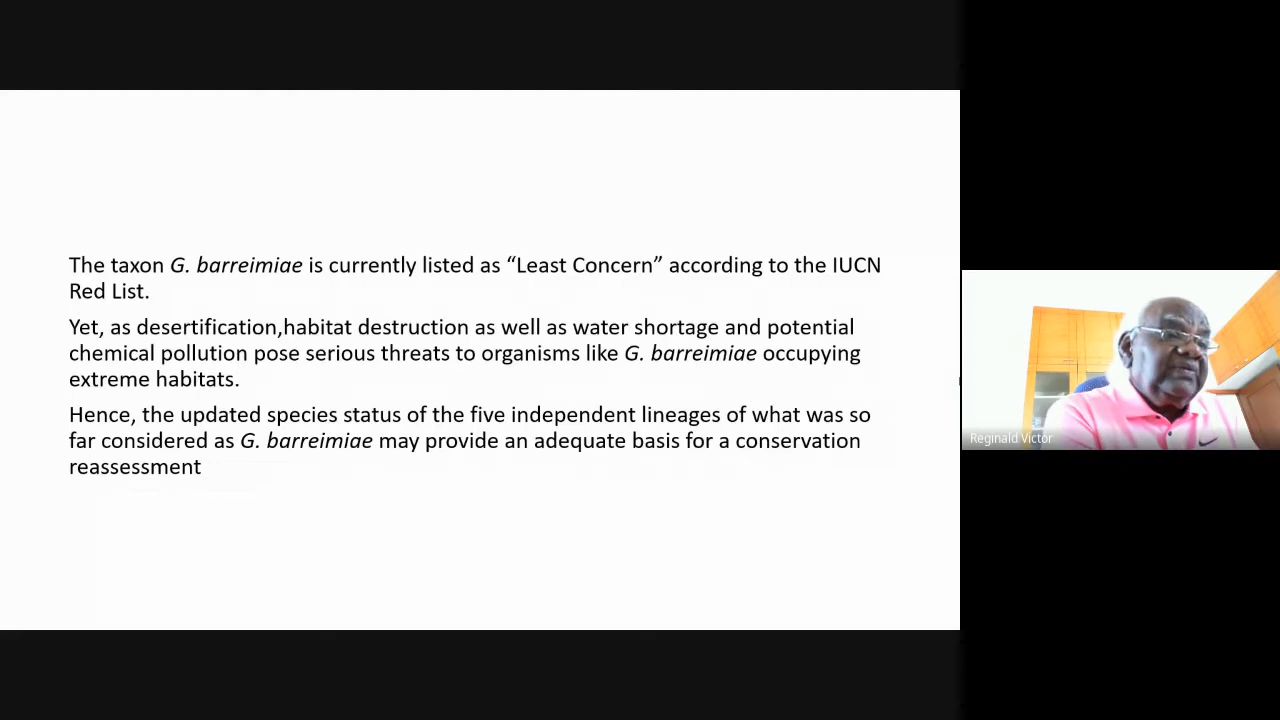 The taxon G. barreimiae is currently listed as “Least Concern” according to the IUCN
Red List.
Yet, as desertification,habitat destruction as well as water shortage and potential
chemical pollution pose serious threats to organisms like G. barreimiae occupying
extreme habitats.
Hence, the updated species status of the five independent lineages of what was so
far considered as G. barreimiae may provide an adequate basis for a conservation
reassessment
Reginald Victor